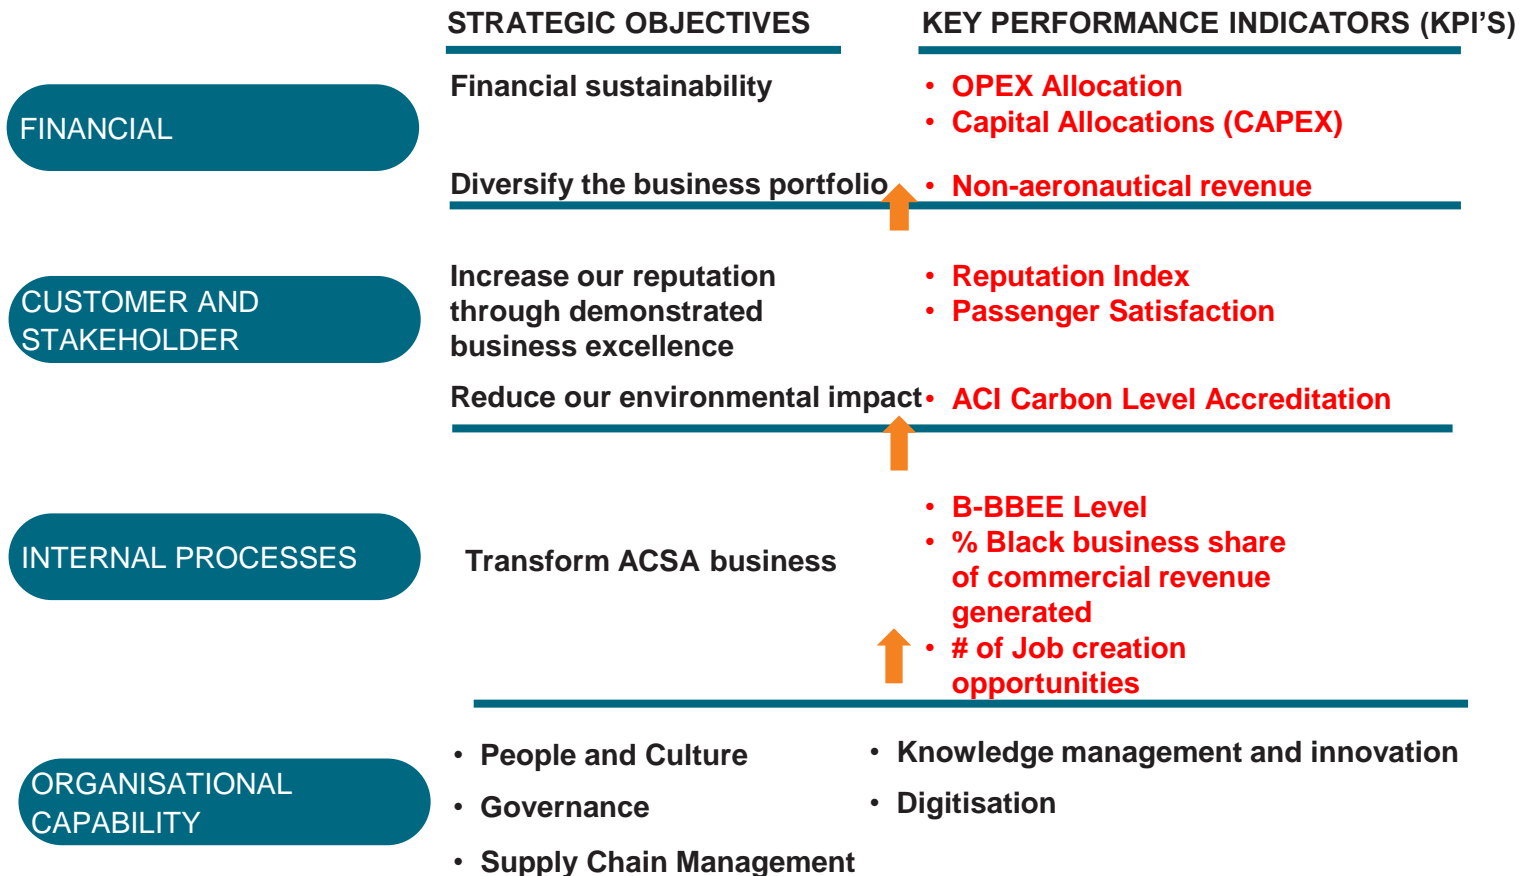 STRATEGIC OBJECTIVES
KEY PERFORMANCE INDICATORS (KPI’S)
FINANCIAL
Financial sustainability
• OPEX Allocation
• Capital Allocations (CAPEX)
Diversify the business portfolio
• Non-aeronautical revenue
CUSTOMER AND
STAKEHOLDER
Increase our reputation
through demonstrated
business excellence
• Reputation Index
• Passenger Satisfaction
Reduce our environmental impact
• ACI Carbon Level Accreditation
INTERNAL PROCESSES
Transform ACSA business
• B-BBEE Level
• % Black business share
of commercial revenue
generated
• # of Job creation
opportunities
ORGANISATIONAL
CAPABILITY
• People and Culture
• Governance
• Supply Chain Management
• Knowledge management and innovation
• Digitisation